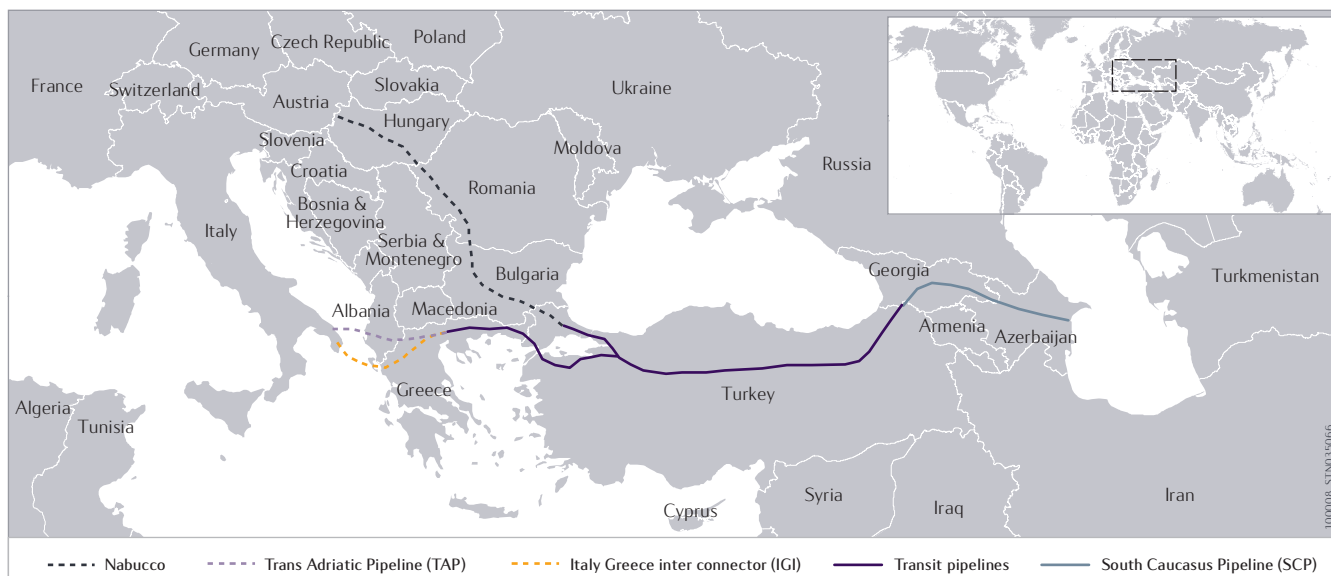 Poland
Czech Republic
Germany
Ukraine
France
Switzerland
Slovakia
Austria
Hungary
Slovenia
Moldova
Russia
Croatia
Romania
Bosnia &
Herzegovina
Italy
Serbia &
Montenegro
Bulgaria
Georgia
Turkmenistan
Albania
Macedonia
Armenia
Azerbaijan
Greece
Turkey
Algeria
Tunisia
Syria
Iran
Iraq
Cyprus
100008_STN035066
Nabucco
Trans Adriatic Pipeline (TAP)
Italy Greece inter connector (IGI)
Transit pipelines
South Caucasus Pipeline (SCP)